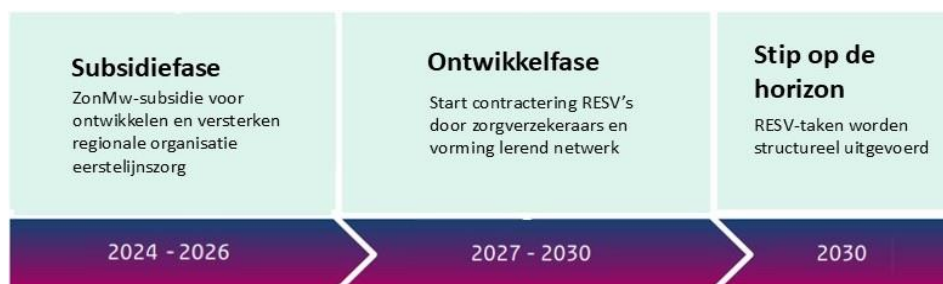 Subsidiefase
ZonMw-subsidie voor
ontwikkelen en versterken
regionale organisatie
eerstelijnszorg
Ontwikkelfase
Start contractering RESV’s
door zorgverzekeraars en
vorming lerend netwerk
Stip op de
horizon
RESV-taken worden
structureel uitgevoerd
2024 - 2026
2027 - 2030
2030